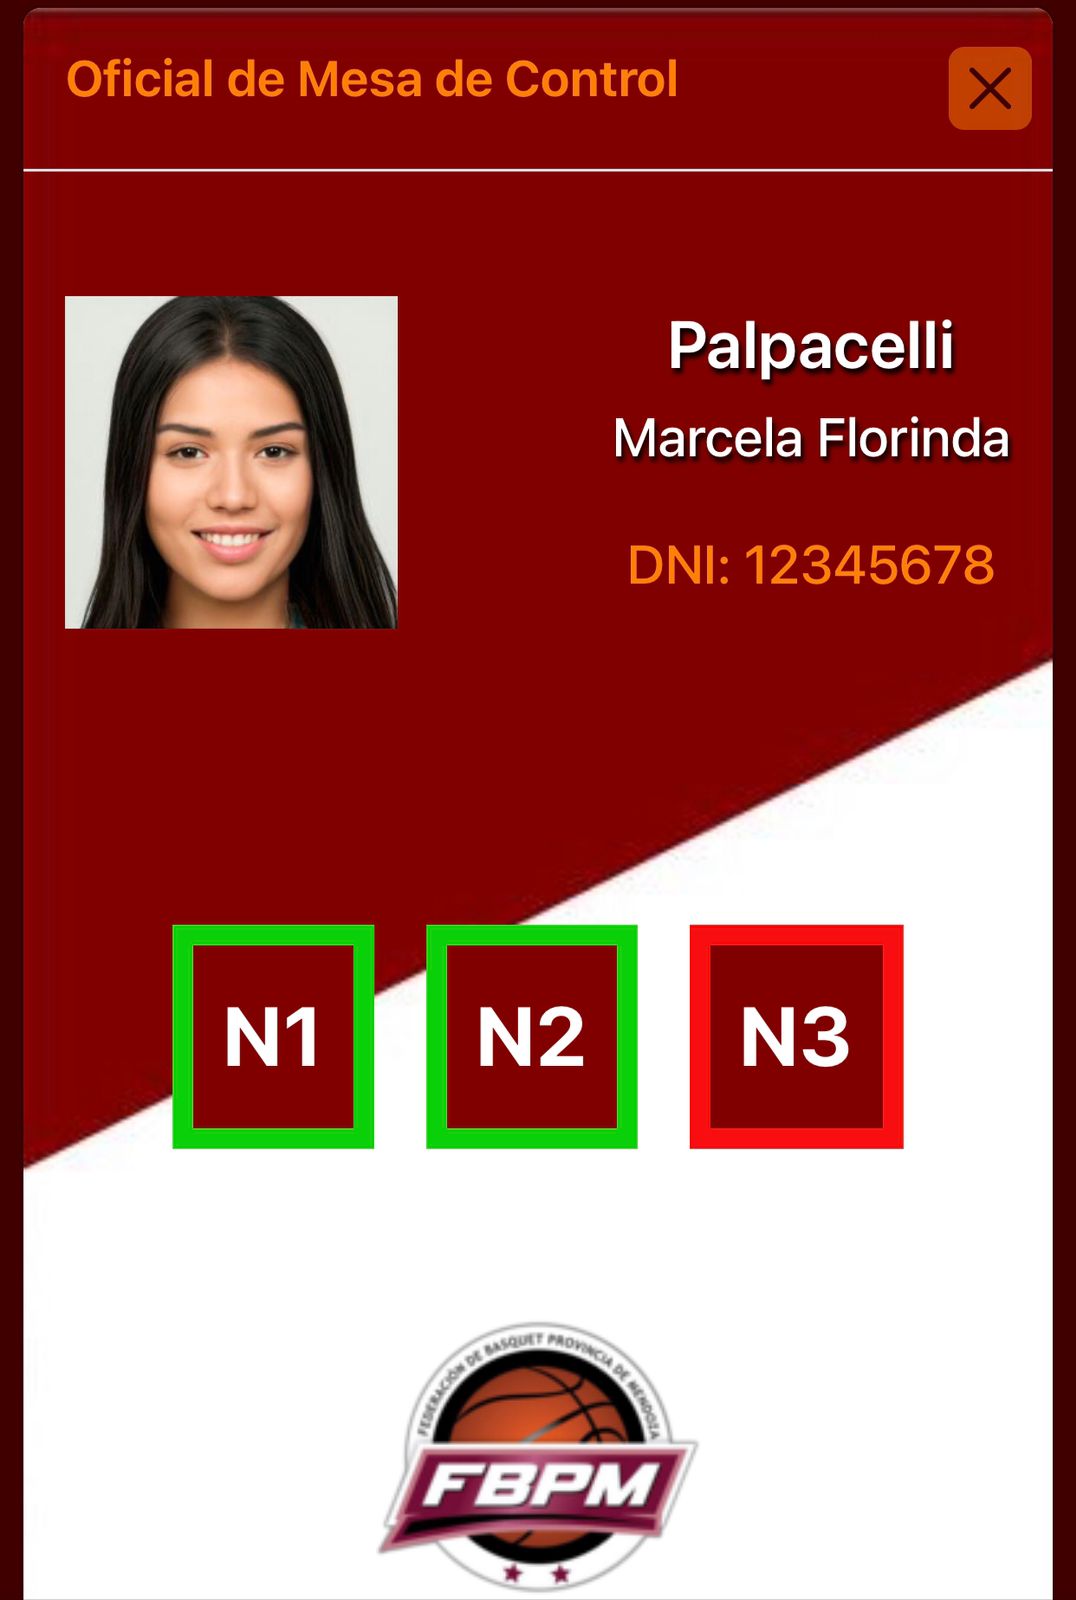 Oficial de Mesa de Control
Palpacelli
Marcela Florinda
DNI: 12345678
N1
N2
N3
FEDERACIÓN DE BASQUET PROVINCIA DE MENDOZA
FBPM